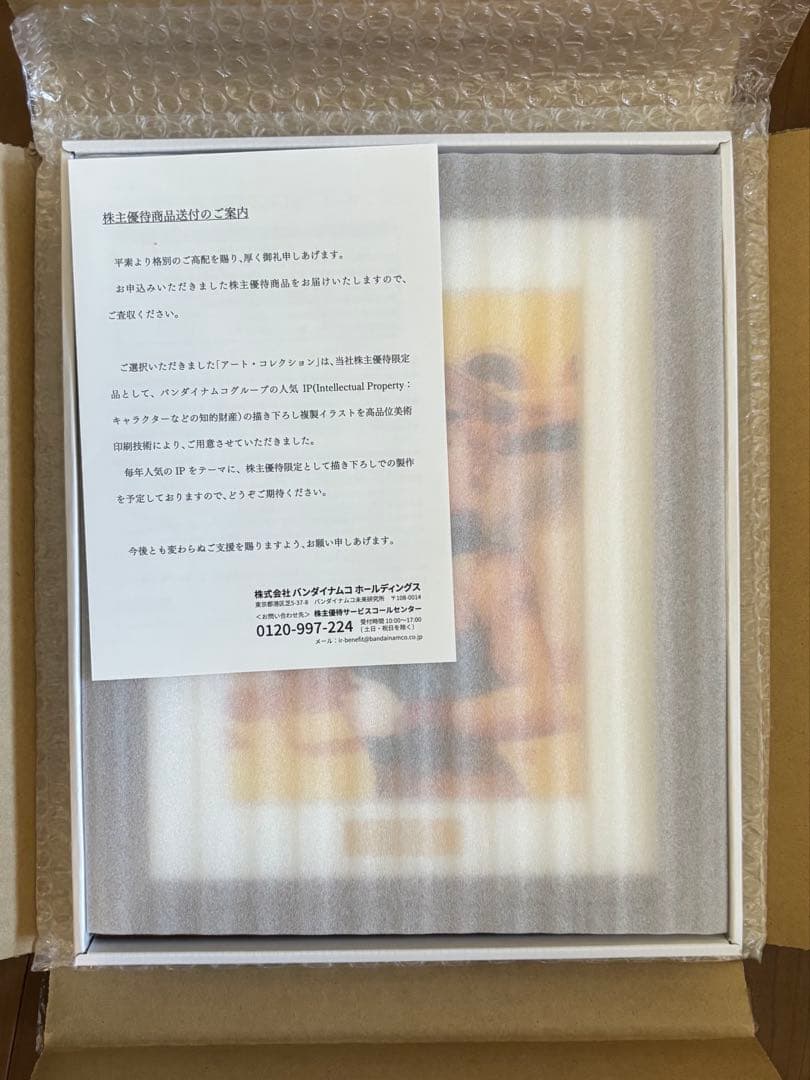 株主優待商品送付のご案内
平素より格別のご高配を賜り、厚く御礼申しあげます。
お申込みいただきました株主優待商品をお届けいたしますので、
ご査収ください。
ご選択いただきました「アート・コレクション」は、当社株主優待限定
品として、バンダイナムコグループの人気 IP(Intellectual Property：
キャラクターなどの知的財産)の描き下ろし複製イラストを高品位美術
印刷技術により、ご用意させていただきました。
毎年人気の IP をテーマに、株主優待限定として描き下ろしでの製作
を予定しておりますので、どうぞご期待ください。
今後とも変わらぬご支援を賜りますよう、お願い申しあげます。
株式会社 バンダイナムコ ホールディングス
東京都港区芝5-37-8　バンダイナムコ未来研究所　〒108-0014
＜お問い合わせ先＞ 株主優待サービスコールセンター
0120-997-224 受付時間 10:00～17:00
(土日・祝日を除く)
メール：ir-benefit@bandainamco.co.jp